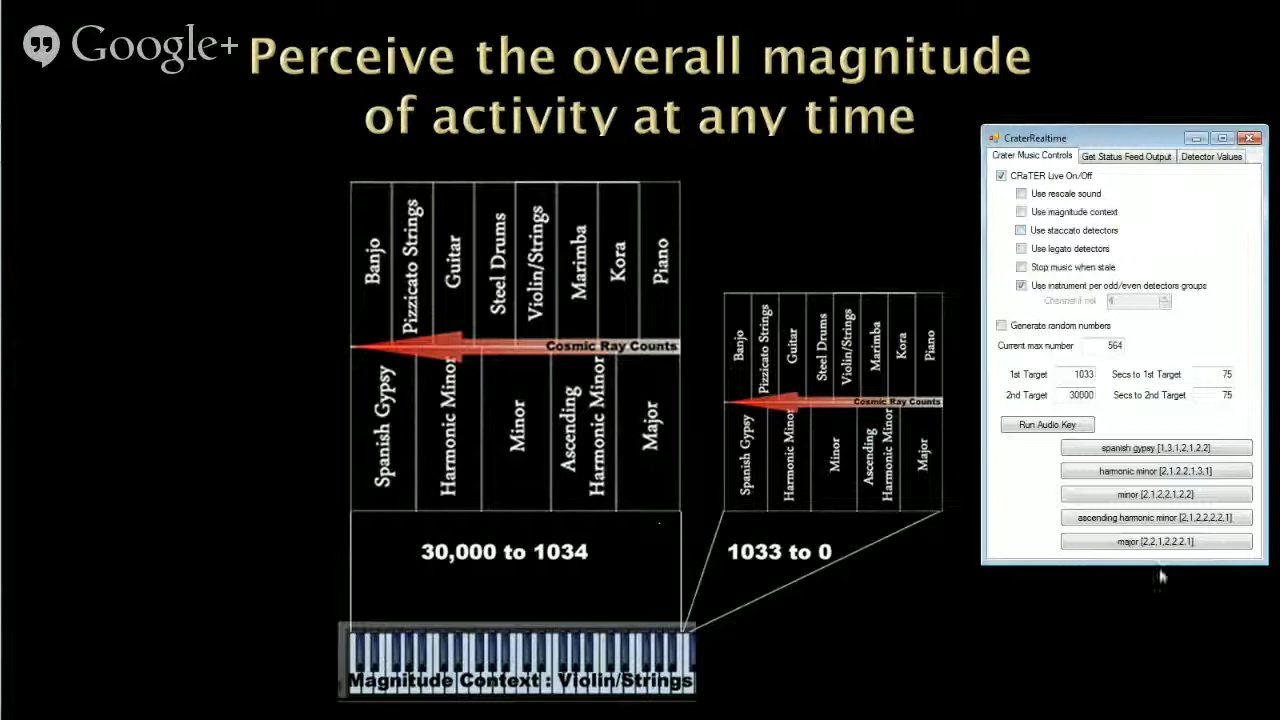 Google+
Perceive the overall magnitude
of activity at any time
Banjo
Pizzicato Strings
Guitar
Steel Drums
Violin/Strings
Marimba
Kora
Piano
Cosmic Ray Counts
Spanish Gypsy
Harmonic Minor
Minor
Ascending
Harmonic Minor
Major
30,000 to 1034
Banjo
Pizzicato Strings
Guitar
Steel Drums
Violin/Strings
Marimba
Kora
Piano
Cosmic Ray Counts
Spanish Gypsy
Harmonic Minor
Minor
Ascending
Harmonic Minor
Major
1033 to 0
Magnitude Context : Violin/Strings
CraterRealtime
Crater Music Controls
Get Status Feed Output
Detector Values
CRaTER Live On/Off
Use rescale sound
Use magnitude context
Use staccato detectors
Use legato detectors
Stop music when stale
Use instrument per odd/even detectors groups
Channel if not
Generate random numbers
Current max number 564
1st Target 1033 Secs to 1st Target 75
2nd Target 30000 Secs to 2nd Target 75
Run Audio Key
spanish gypsy [1,3,1,2,1,2,2]
harmonic minor [2,1,2,2,1,3,1]
minor [2,1,2,2,1,2,2]
ascending harmonic minor [2,1,2,2,2,2,1]
major [2,2,1,2,2,2,1]